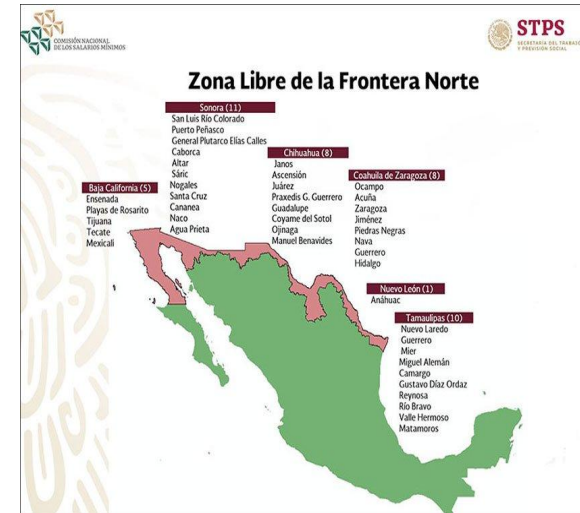 COMISIÓN NACIONAL
DE LOS SALARIOS MÍNIMOS
STPS
SECRETARÍA DEL TRABAJO
Y PREVISIÓN SOCIAL
Zona Libre de la Frontera Norte
Sonora (11)
San Luis Río Colorado
Puerto Peñasco
General Plutarco Elías Calles
Caborca
Altar
Sáric
Nogales
Santa Cruz
Cananea
Naco
Agua Prieta
Chihuahua (8)
Janos
Ascensión
Juárez
Praxedis G. Guerrero
Guadalupe
Coyame del Sotol
Ojinaga
Manuel Benavides
Coahuila de Zaragoza (8)
Ocampo
Acuña
Zaragoza
Jiménez
Piedras Negras
Nava
Guerrero
Hidalgo
Baja California (5)
Ensenada
Playas de Rosarito
Tijuana
Tecate
Mexicali
Nuevo León (1)
Anáhuac
Tamaulipas (10)
Nuevo Laredo
Guerrero
Mier
Miguel Alemán
Camargo
Gustavo Díaz Ordaz
Reynosa
Río Bravo
Valle Hermoso
Matamoros